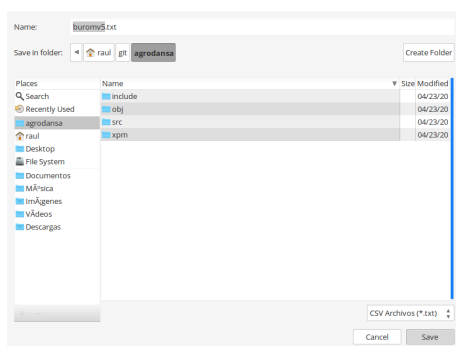 Name: buromv5.txt
Save in folder: raul git agrodansa Create Folder
Places Name Size Modified
Search include 04/23/20
Recently Used obj 04/23/20
agrodansa src 04/23/20
raul xpm 04/23/20
Desktop
File System
Documentos
MÃºsica
ImÃ¡genes
VÃdeos
Descargas
CSV Archivos (*.txt)
Cancel Save